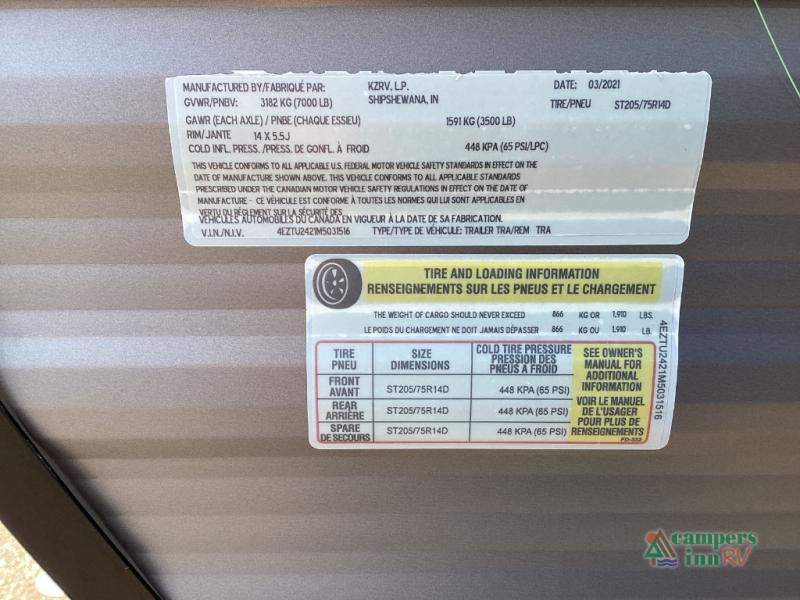 MANUFACTURED BY/FABRIQUÉ PAR: KZRV, L.P. DATE: 03/2021
GVWR/PNBV: 3182 KG (7000 LB) SHIPSHEWANA, IN TIRE/PNEU ST205/75R14D
GAWR (EACH AXLE) / PNBE (CHAQUE ESSIEU) 1591 KG (3500 LB)
RIM/JANTE 14 X 5.5J
COLD INFL. PRESS./PRESS. DE GONFL. À FROID 448 KPA (65 PSI/LPC)
THIS VEHICLE CONFORMS TO ALL APPLICABLE U.S. FEDERAL MOTOR VEHICLE SAFETY STANDARDS IN EFFECT ON THE
DATE OF MANUFACTURE SHOWN ABOVE. THIS VEHICLE CONFORMS TO ALL APPLICABLE STANDARDS
PRESCRIBED UNDER THE CANADIAN MOTOR VEHICLE SAFETY REGULATIONS IN EFFECT ON THE DATE OF
MANUFACTURE - CE VÉHICULE EST CONFORME À TOUTES LES NORMES QUI LUI SONT APPLICABLES EN
VERTU DU RÈGLEMENT SUR LA SÉCURITÉ DES
VÉHICULES AUTOMOBILES DU CANADA EN VIGUEUR À LA DATE DE SA FABRICATION.
V.I.N./N.I.V. 4EZTU2421M5031516 TYPE/TYPE DE VÉHICULE: TRAILER TRA/REM TRA
TIRE AND LOADING INFORMATION
RENSEIGNEMENTS SUR LES PNEUS ET LE CHARGEMENT
THE WEIGHT OF CARGO SHOULD NEVER EXCEED 866 KG OR 1,910 LBS.
LE POIDS DU CHARGEMENT NE DOIT JAMAIS DÉPASSER 866 KG OU 1,910 LB.
TIRE
PNEU
SIZE
DIMENSIONS
COLD TIRE PRESSURE
PRESSION DES
PNEUS A FROID
FRONT
AVANT
ST205/75R14D 448 KPA (65 PSI)
REAR
ARRIÈRE
ST205/75R14D 448 KPA (65 PSI)
SPARE
DE SECOURS
ST205/75R14D 448 KPA (65 PSI)
SEE OWNER'S
MANUAL FOR
ADDITIONAL
INFORMATION
VOIR LE MANUEL
DE L'USAGER
POUR PLUS DE
RENSEIGNEMENTS
FD-332
4EZTU2421M5031516
campers
inn RV